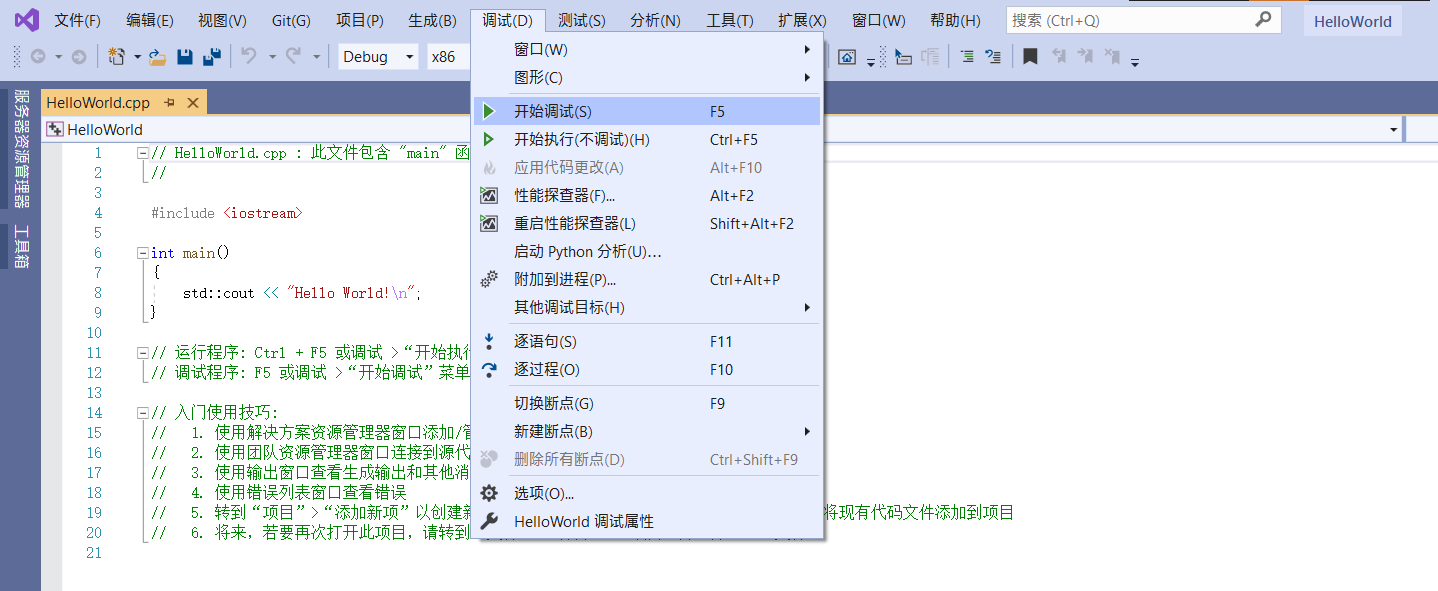 文件(F) 编辑(E) 视图(V) Git(G) 项目(P) 生成(B) 调试(D) 测试(S) 分析(N) 工具(T) 扩展(X) 窗口(W) 帮助(H) 搜索 (Ctrl+Q) HelloWorld
Debug x86
服务器资源管理器
工具箱
HelloWorld.cpp
HelloWorld
窗口(W)
图形(C)
开始调试(S) F5
开始执行(不调试)(H) Ctrl+F5
应用代码更改(A) Alt+F10
性能探查器(F)... Alt+F2
重启性能探查器(L) Shift+Alt+F2
启动 Python 分析(U)...
附加到进程(P)... Ctrl+Alt+P
其他调试目标(H)
逐语句(S) F11
逐过程(O) F10
切换断点(G) F9
新建断点(B)
删除所有断点(D) Ctrl+Shift+F9
选项(O)...
HelloWorld 调试属性
1 // HelloWorld.cpp : 此文件包含 "main" 函
2 //
3
4 #include <iostream>
5
6 int main()
7 {
8 std::cout << "Hello World!\n";
9 }
10
11 // 运行程序: Ctrl + F5 或调试 >“开始执行
12 // 调试程序: F5 或调试 >“开始调试”菜单
13
14 // 入门使用技巧:
15 // 1. 使用解决方案资源管理器窗口添加/管
16 // 2. 使用团队资源管理器窗口连接到源代
17 // 3. 使用输出窗口查看生成输出和其他消
18 // 4. 使用错误列表窗口查看错误
19 // 5. 转到“项目”>“添加新项”以创建新 将现有代码文件添加到项目
20 // 6. 将来，若要再次打开此项目，请转到
21